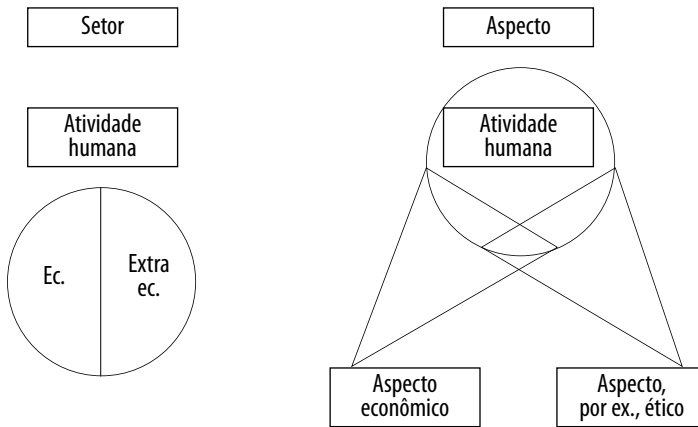 Setor
Atividade
humana
Ec.
Extra
ec.
Aspecto
Atividade
humana
Aspecto
econômico
Aspecto,
por ex., ético